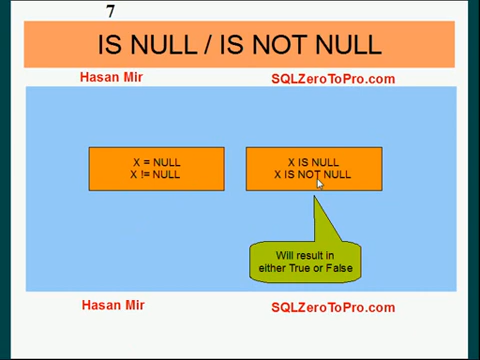 7
IS NULL / IS NOT NULL
Hasan Mir
SQLZeroToPro.com
X = NULL
X != NULL
X IS NULL
X IS NOT NULL
Will result in
either True or False
Hasan Mir
SQLZeroToPro.com